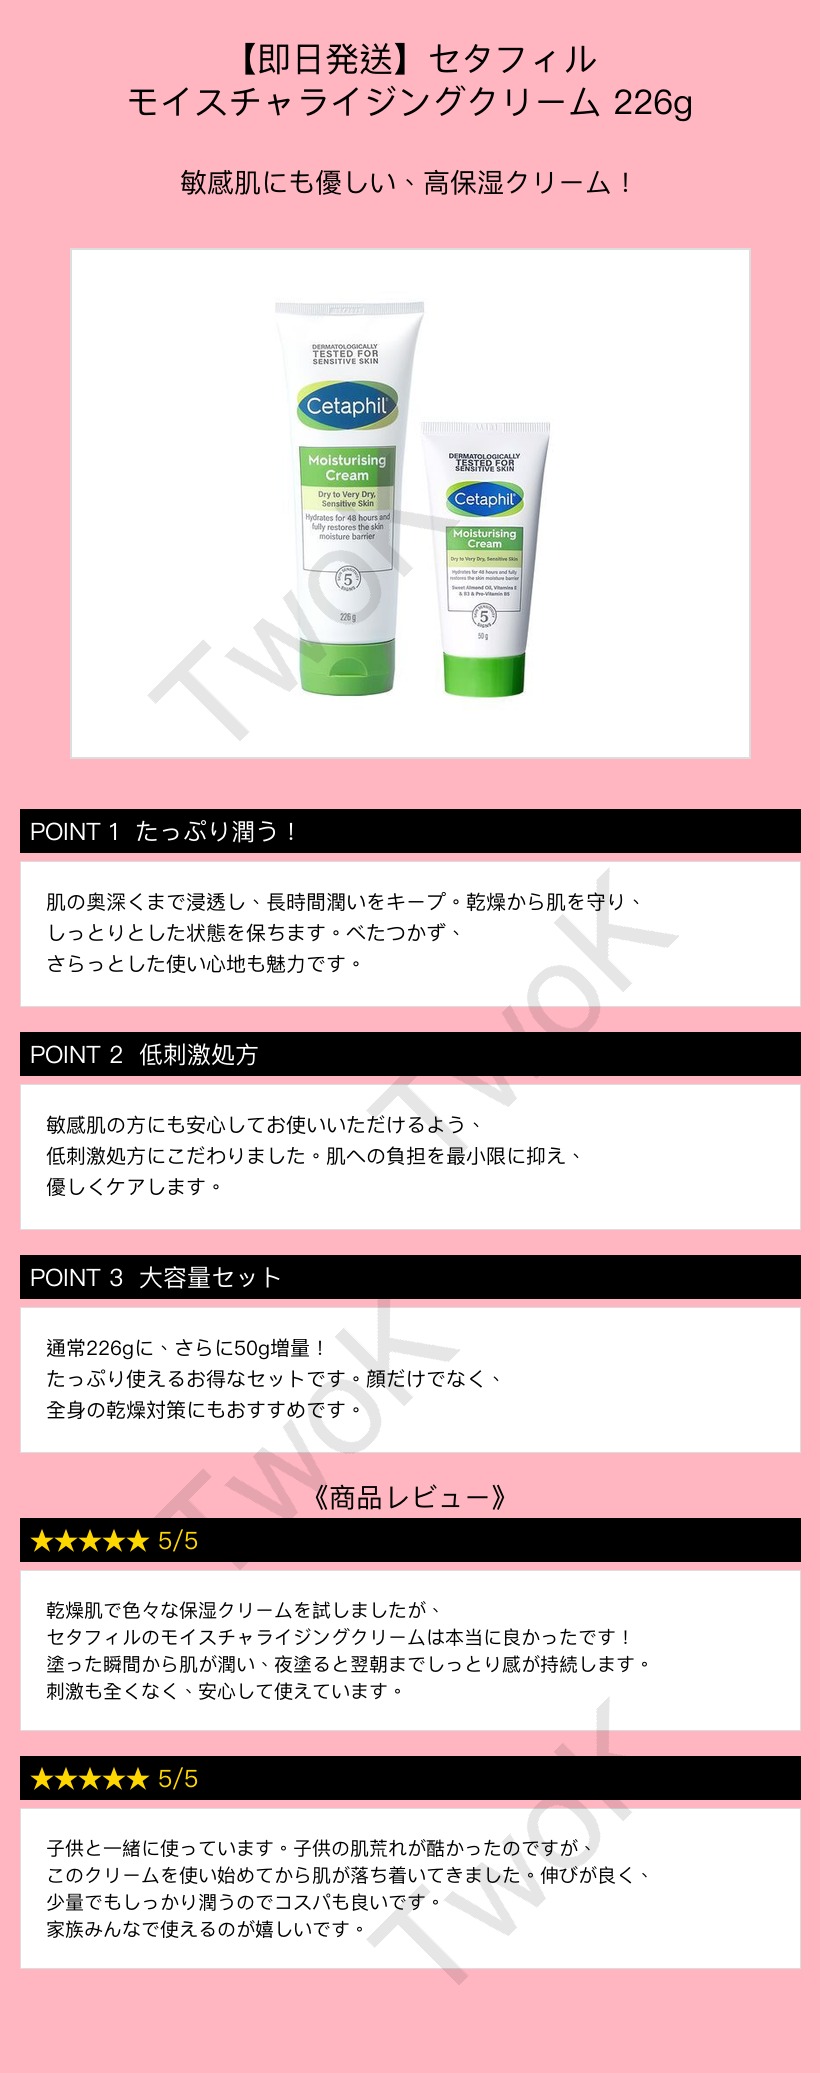 【即日発送】セタフィル
モイスチャライジングクリーム 226g
敏感肌にも優しい、高保湿クリーム！
DERMATOLOGICALLY
TESTED FOR
SENSITIVE SKIN
Cetaphil
Moisturising
Cream
Dry to Very Dry,
Sensitive Skin
Hydrates for 48 hours and
fully restores the skin
moisture barrier
5
226 g
DERMATOLOGICALLY
TESTED FOR
SENSITIVE SKIN
Cetaphil
Moisturising
Cream
Dry to Very Dry, Sensitive Skin
Hydrates for 48 hours and fully
restores the skin moisture barrier
Sweet Almond Oil, Vitamins E
& B3 & Pro-Vitamin B5
5
50 g
TwoK
POINT 1 たっぷり潤う！
肌の奥深くまで浸透し、長時間潤いをキープ。乾燥から肌を守り、
しっとりとした状態を保ちます。べたつかず、
さらっとした使い心地も魅力です。
TwoK
POINT 2 低刺激処方
敏感肌の方にも安心してお使いいただけるよう、
低刺激処方にこだわりました。肌への負担を最小限に抑え、
優しくケアします。
POINT 3 大容量セット
通常226gに、さらに50g増量！
たっぷり使えるお得なセットです。顔だけでなく、
全身の乾燥対策にもおすすめです。
TwoK
《商品レビュー》
★★★★★ 5/5
乾燥肌で色々な保湿クリームを試しましたが、
セタフィルのモイスチャライジングクリームは本当に良かったです！
塗った瞬間から肌が潤い、夜塗ると翌朝までしっとり感が持続します。
刺激も全くなく、安心して使えています。
★★★★★ 5/5
子供と一緒に使っています。子供の肌荒れが酷かったのですが、
このクリームを使い始めてから肌が落ち着いてきました。伸びが良く、
少量でもしっかり潤うのでコスパも良いです。
家族みんなで使えるのが嬉しいです。
TwoK